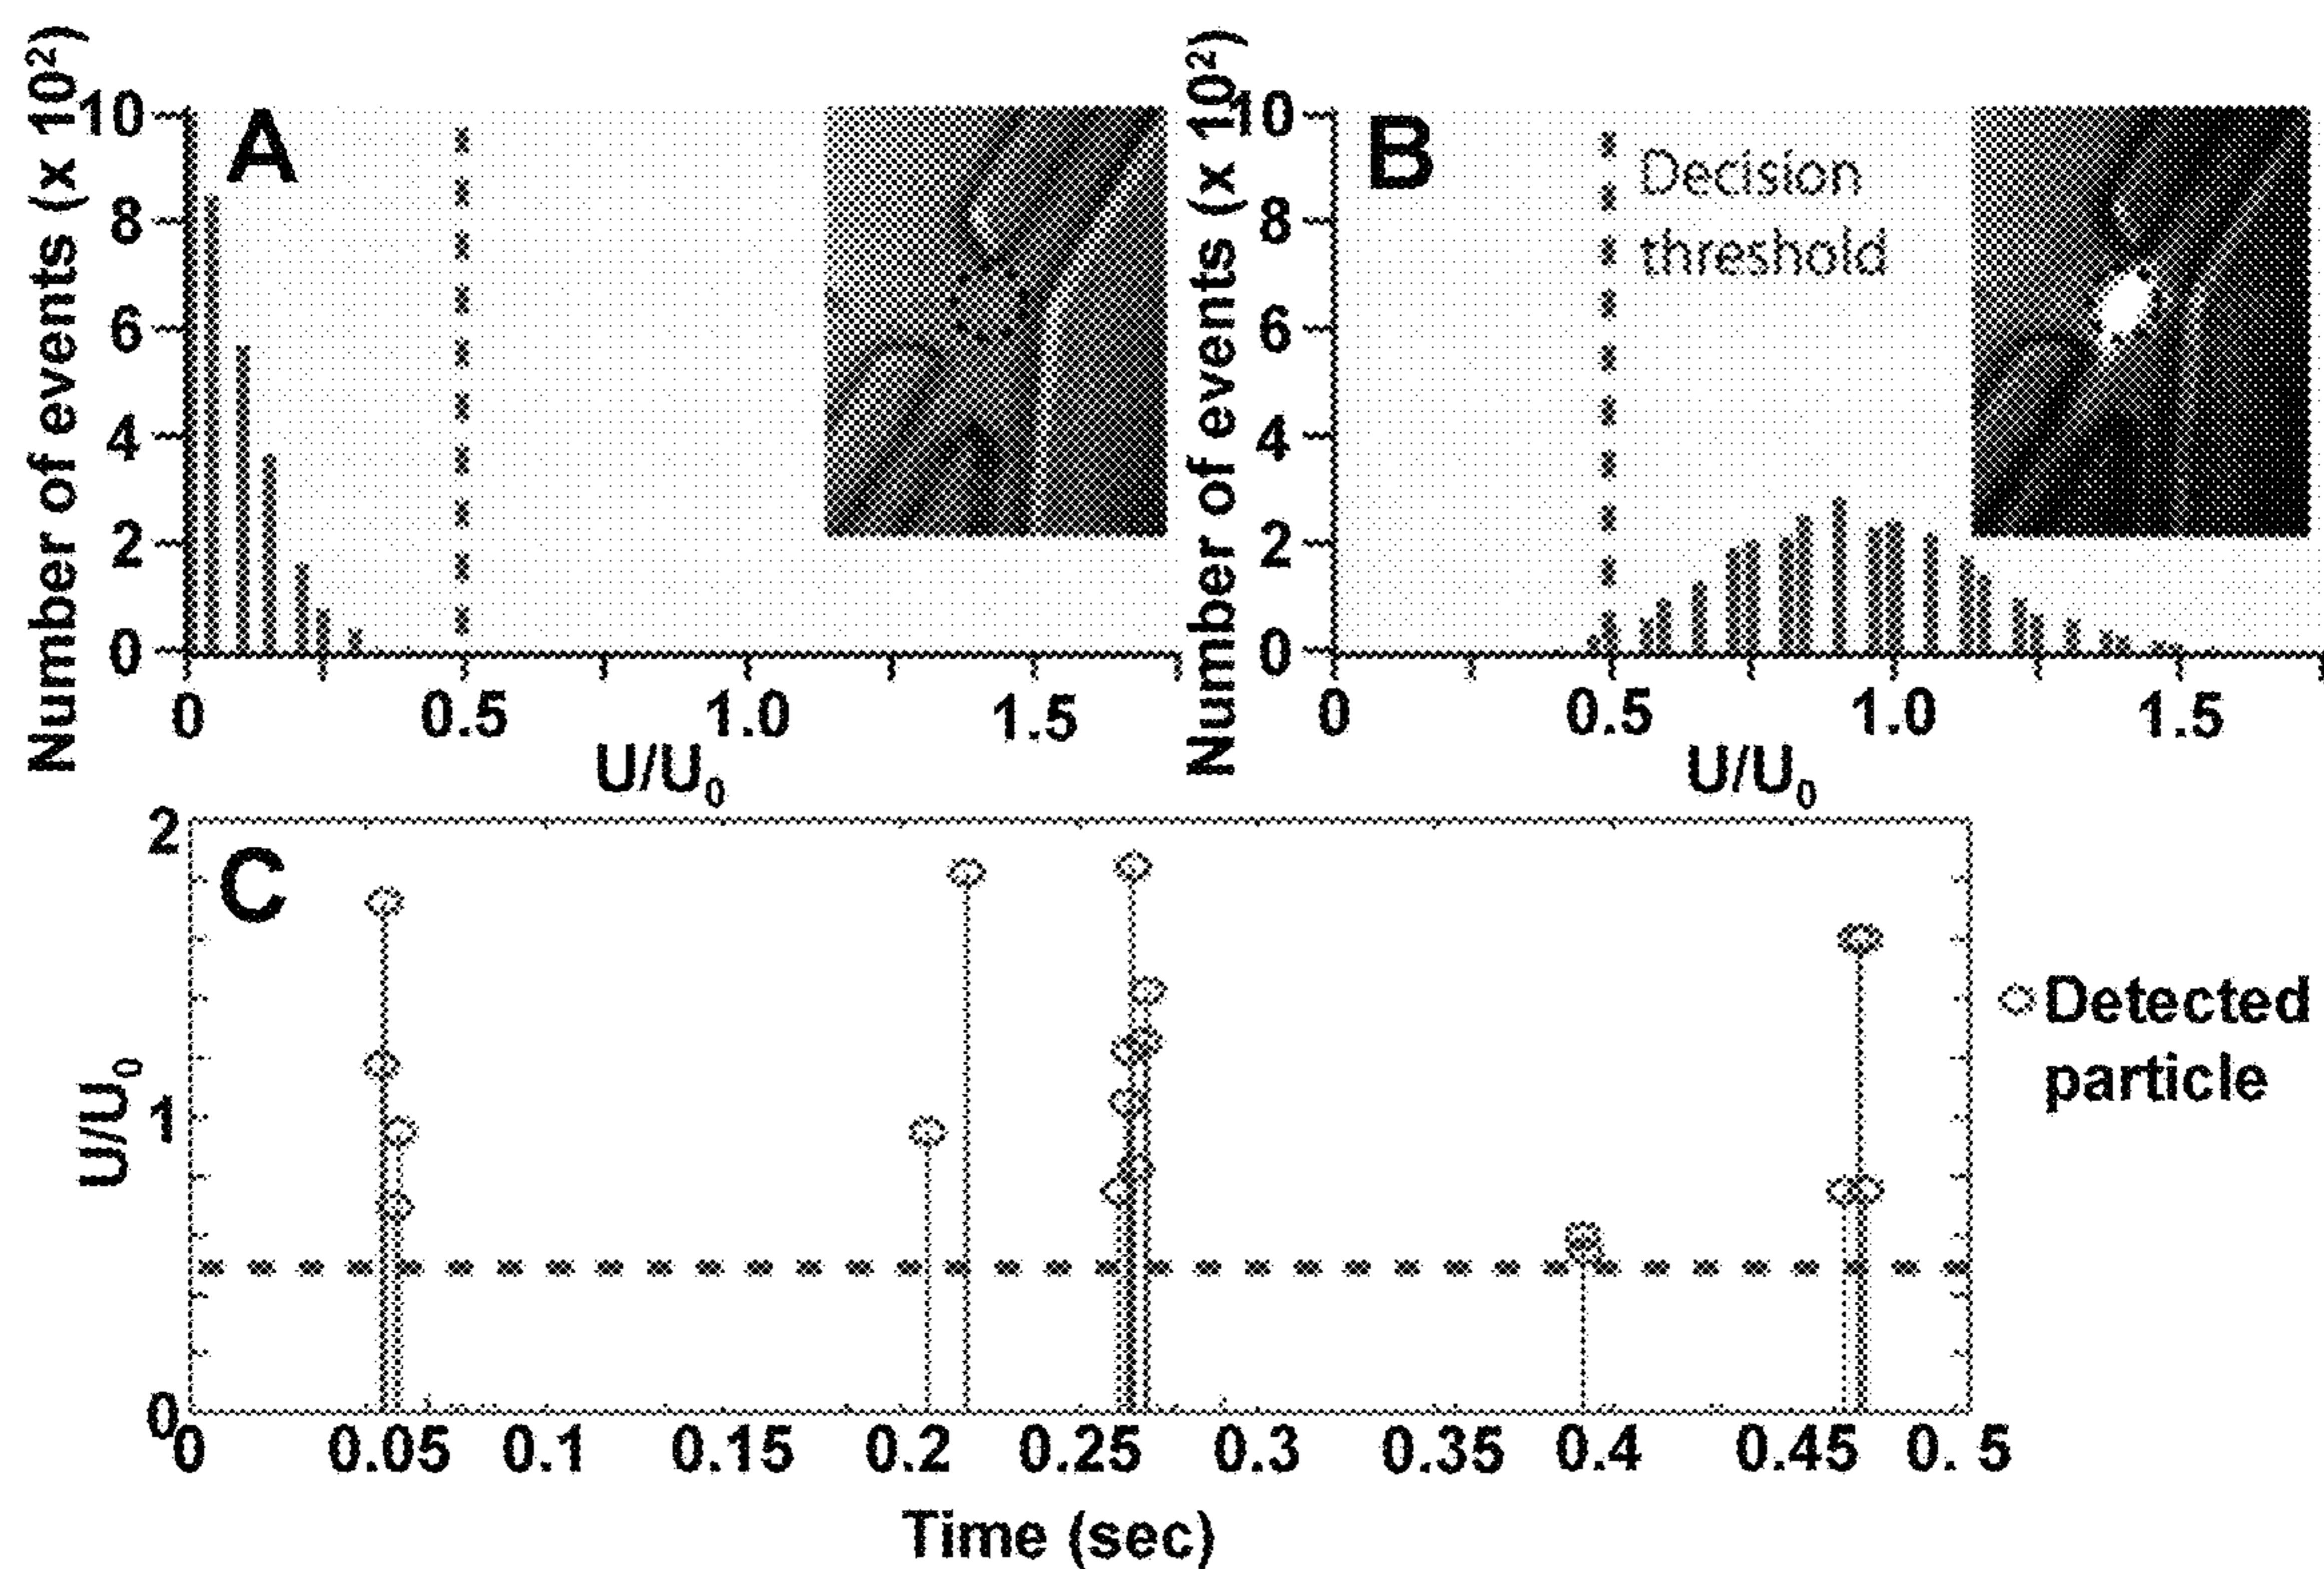 Number of events (x 10²)
10
8
6
4
2
0
A
0
0.5
1.0
1.5
U/U₀
Number of events (x 10²)
10
8
6
4
2
0
B
Decision
threshold
0
0.5
1.0
1.5
U/U₀
2
1
0
U/U₀
C
Detected
particle
0
0.05
0.1
0.15
0.2
0.25
0.3
0.35
0.4
0.45
0. 5
Time (sec)